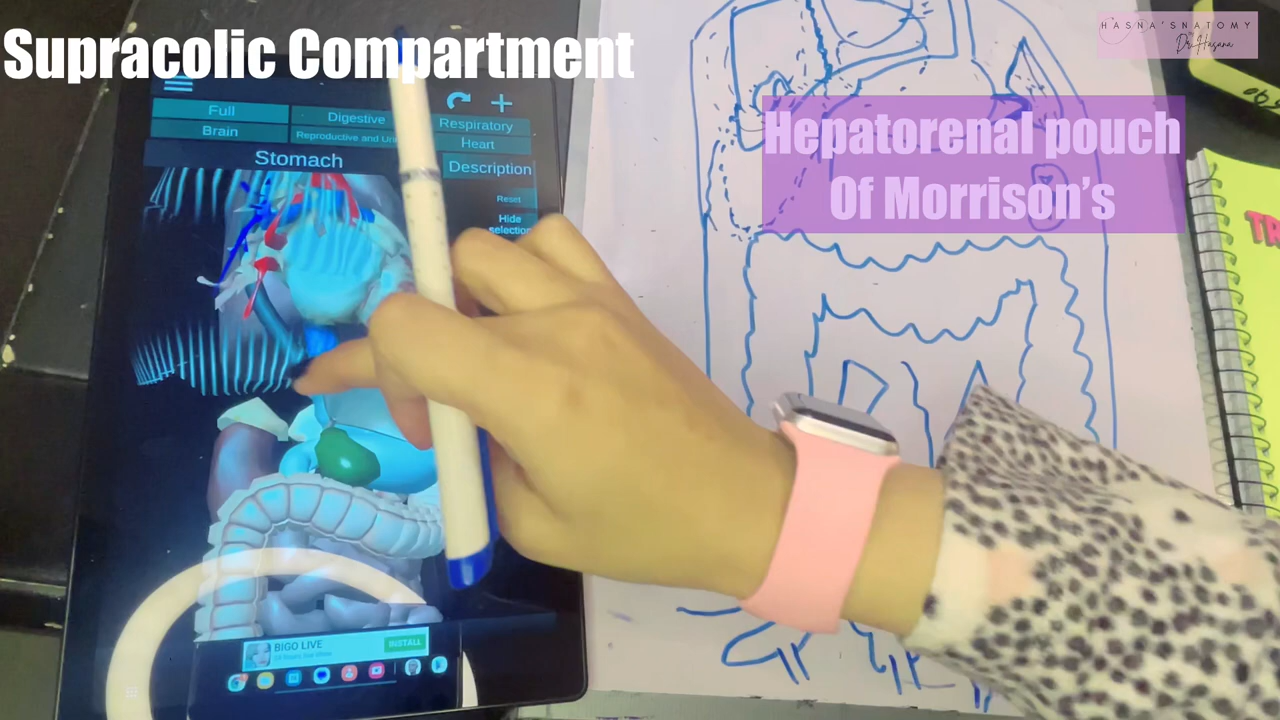 Supracolic Compartment
HASNA'SNATOMY
Dr.Hasana
Hepatorenal pouch
Of Morrison's
Full
Digestive
Respiratory
Brain
Reproductive and
Heart
Stomach
Description
Reset
Hide
selection
BIGO LIVE
INSTALL
TR